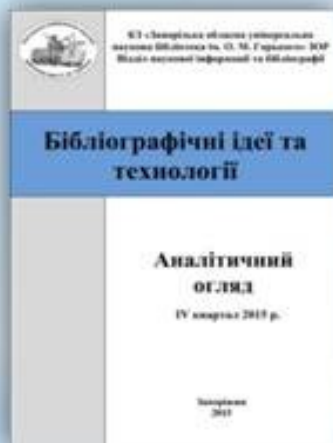 КЗ «Запорізька обласна універсальна
наукова бібліотека ім. О. М. Горького» ЗОР
Відділ наукової інформації та бібліографії
Бібліографічні ідеї та
технології
Аналітичний
огляд
IV квартал 2015 р.
Запоріжжя
2015